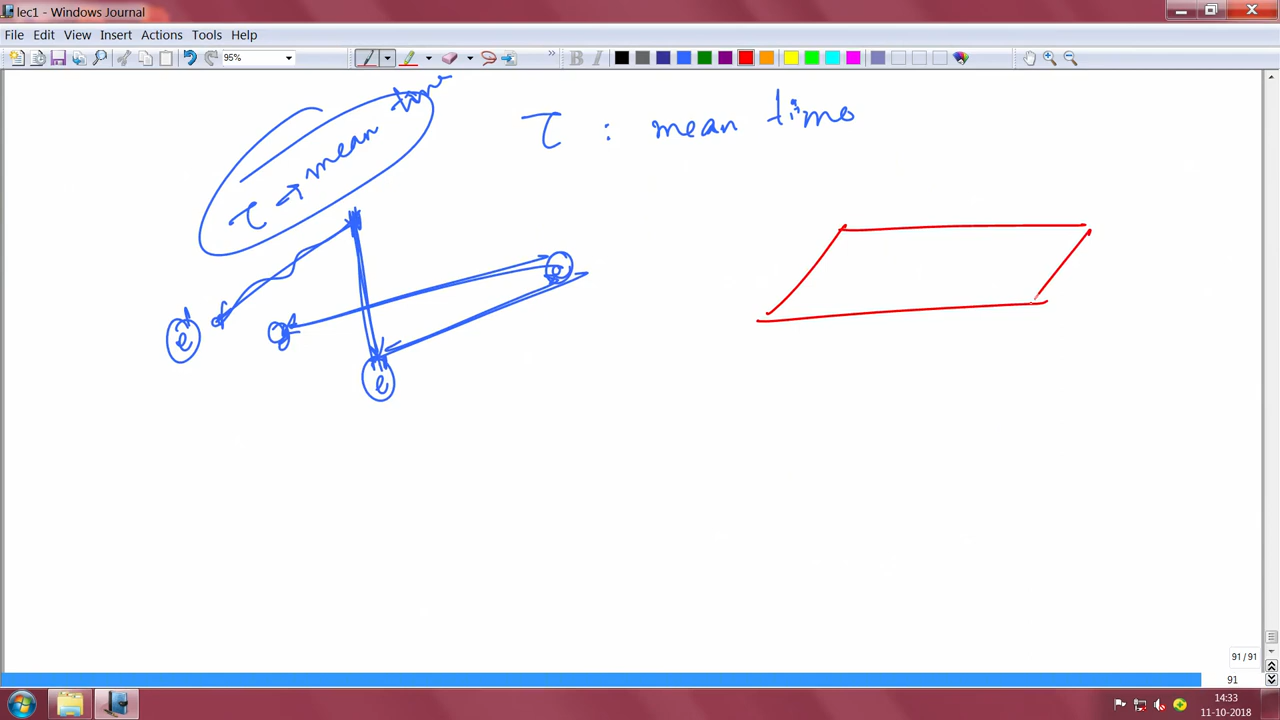 lec1 - Windows Journal
File Edit View Insert Actions Tools Help
95%
τ → mean time
τ : mean time
e
e
91 / 91
91
14:33
11-10-2018